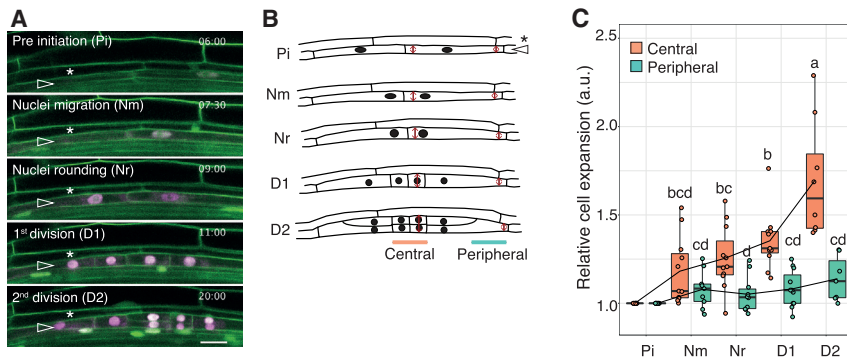 A
Pre initiation (Pi)
06:00
*
Nuclei migration (Nm)
07:30
*
Nuclei rounding (Nr)
09:00
*
1st division (D1)
11:00
*
2nd division (D2)
20:00
*
B
*
Pi
Nm
Nr
D1
D2
Central
Peripheral
C
Relative cell expansion (a.u.)
2.5
2.0
1.5
1.25
1.0
Central
Peripheral
bcd
cd
bc
d
b
cd
a
cd
Pi
Nm
Nr
D1
D2